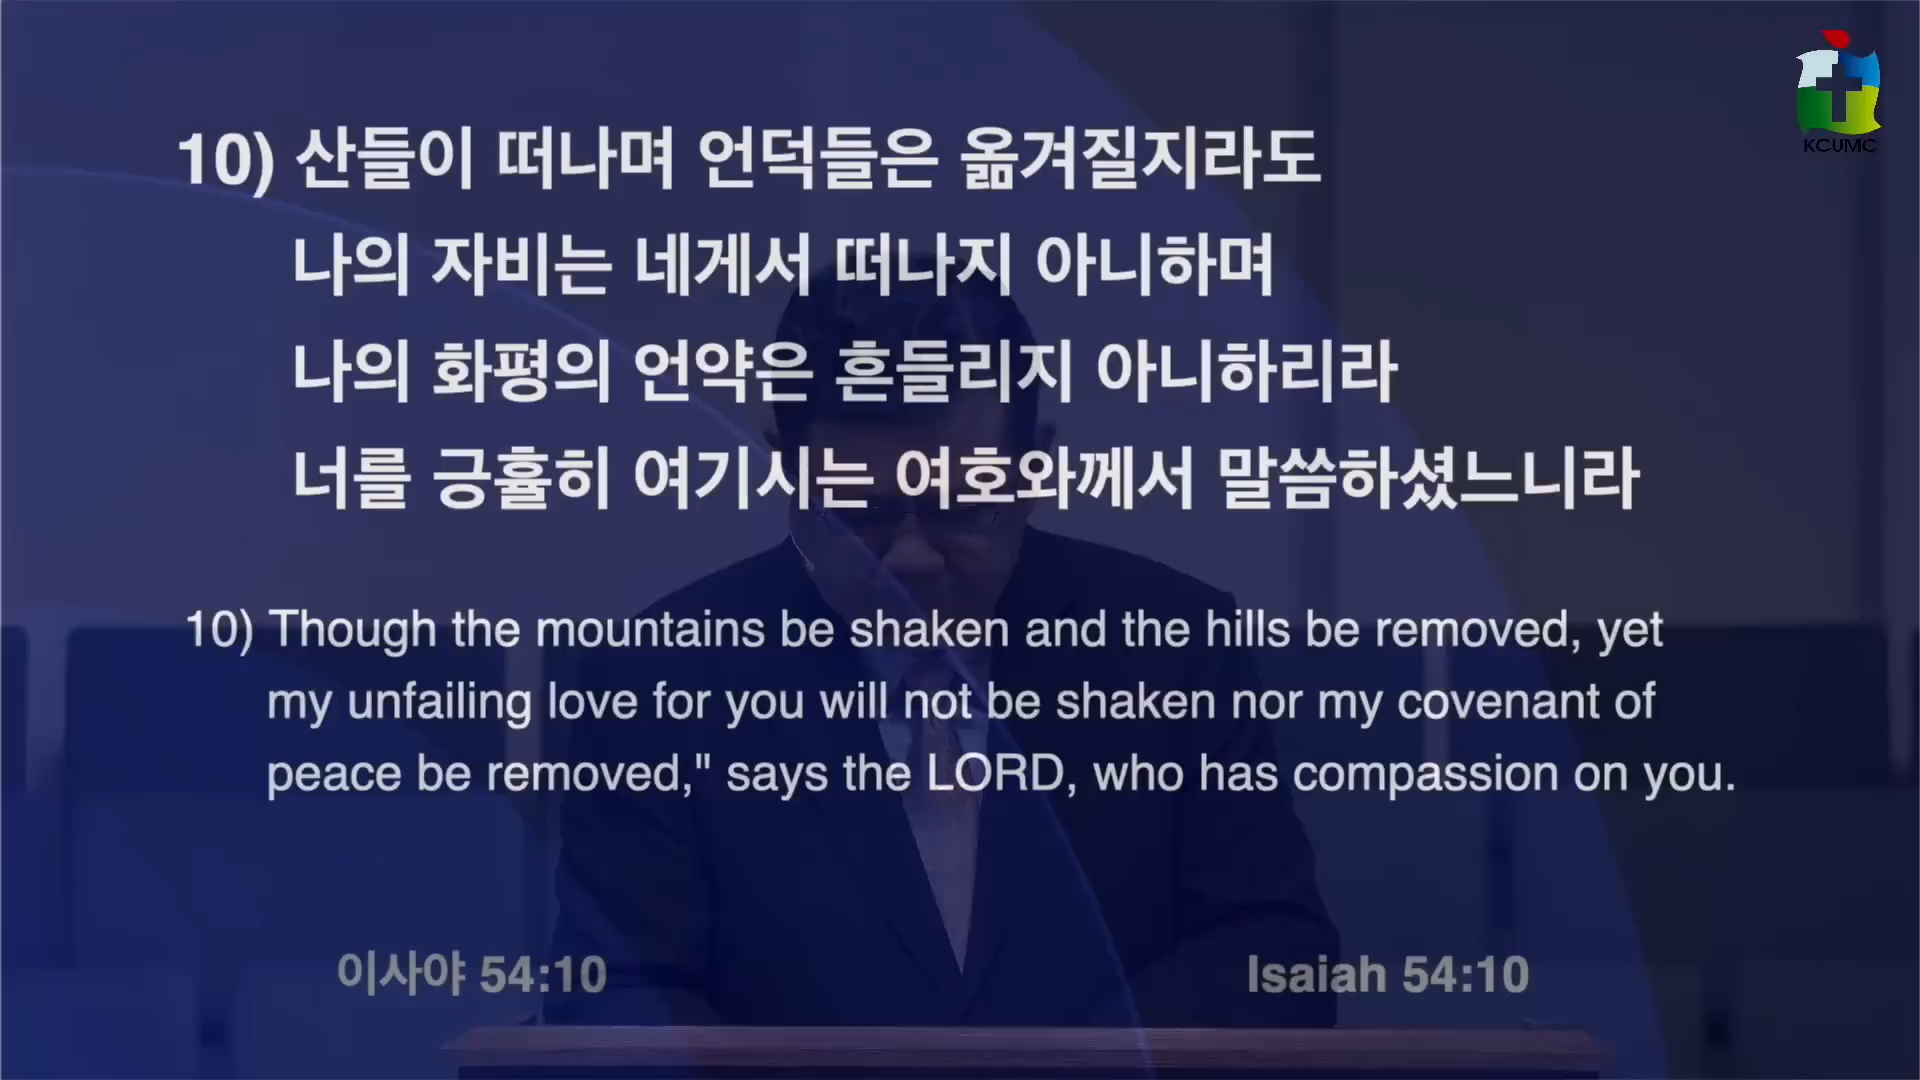 KCUMC
10) 산들이 떠나며 언덕들은 옮겨질지라도
나의 자비는 네게서 떠나지 아니하며
나의 화평의 언약은 흔들리지 아니하리라
너를 긍휼히 여기시는 여호와께서 말씀하셨느니라
10) Though the mountains be shaken and the hills be removed, yet
my unfailing love for you will not be shaken nor my covenant of
peace be removed," says the LORD, who has compassion on you.
이사야 54:10
Isaiah 54:10